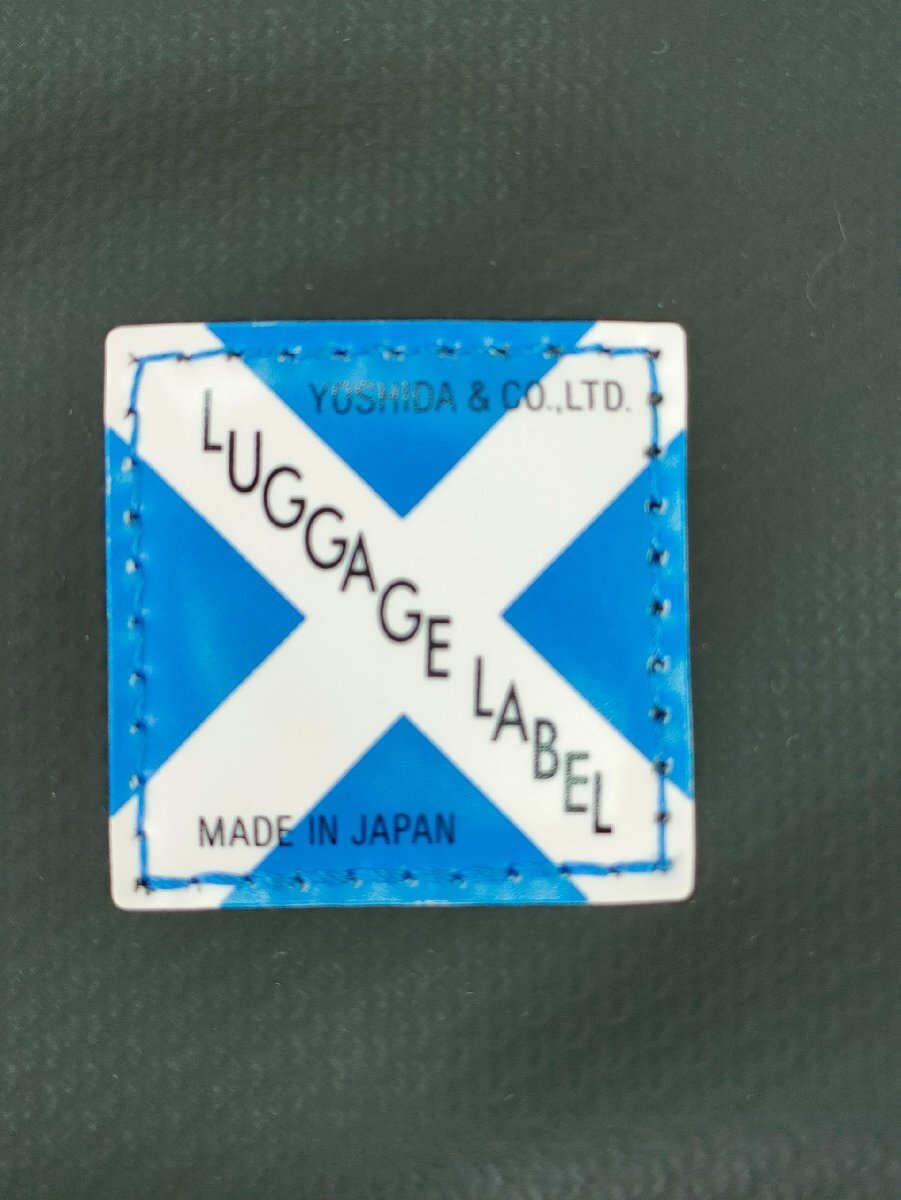 YOSHIDA & CO.,LTD.
LUGGAGE LABEL
MADE IN JAPAN